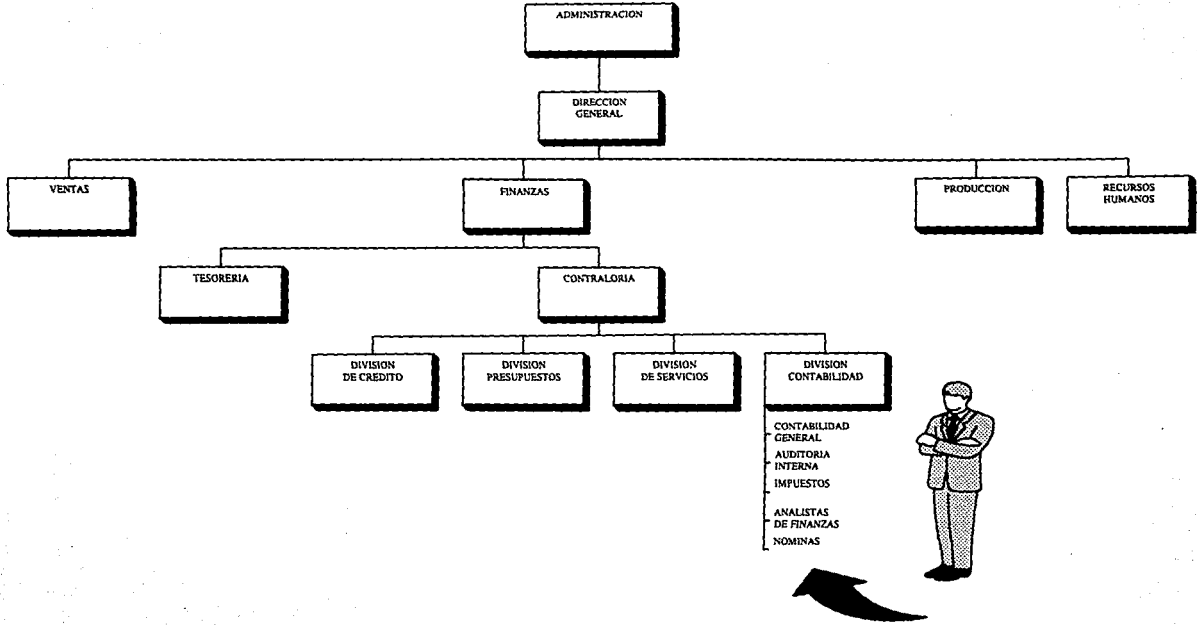 ADMINISTRACION
DIRECCION
GENERAL
VENTAS
FINANZAS
PRODUCCION
RECURSOS
HUMANOS
TESORERIA
CONTRALORIA
DIVISION
DE CREDITO
DIVISION
PRESUPUESTOS
DIVISION
DE SERVICIOS
DIVISION
CONTABILIDAD
CONTABILIDAD
GENERAL
AUDITORIA
INTERNA
IMPUESTOS
ANALISTAS
DE FINANZAS
NOMINAS